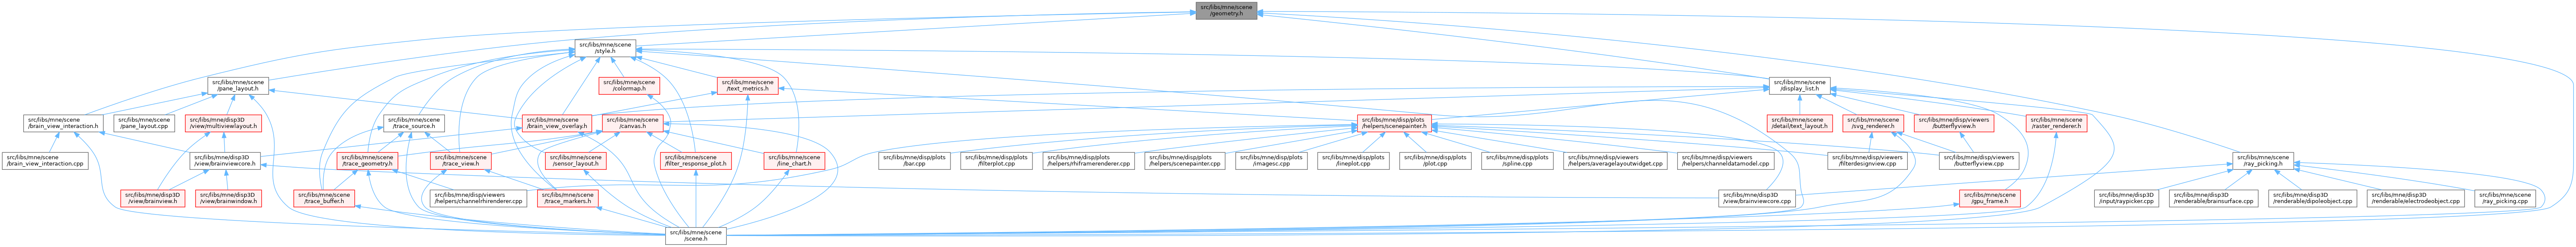 src/libs/mne/scene
/geometry.h
src/libs/mne/scene
/style.h
src/libs/mne/scene
/pane_layout.h
src/libs/mne/scene
/colormap.h
src/libs/mne/scene
/text_metrics.h
src/libs/mne/scene
/display_list.h
src/libs/mne/scene
/brain_view_interaction.h
src/libs/mne/scene
/pane_layout.cpp
src/libs/mne/disp3D
/view/multiviewlayout.h
src/libs/mne/scene
/trace_source.h
src/libs/mne/scene
/brain_view_overlay.h
src/libs/mne/scene
/canvas.h
src/libs/mne/disp/plots
/helpers/scenepainter.h
src/libs/mne/scene
/detail/text_layout.h
src/libs/mne/scene
/svg_renderer.h
src/libs/mne/disp/viewers
/butterflyview.h
src/libs/mne/scene
/raster_renderer.h
src/libs/mne/scene
/brain_view_interaction.cpp
src/libs/mne/disp3D
/view/brainviewcore.h
src/libs/mne/scene
/trace_geometry.h
src/libs/mne/scene
/trace_view.h
src/libs/mne/scene
/sensor_layout.h
src/libs/mne/scene
/filter_response_plot.h
src/libs/mne/scene
/line_chart.h
src/libs/mne/disp/plots
/bar.cpp
src/libs/mne/disp/plots
/filterplot.cpp
src/libs/mne/disp/plots
/helpers/rhiframerenderer.cpp
src/libs/mne/disp/plots
/helpers/scenepainter.cpp
src/libs/mne/disp/plots
/imagesc.cpp
src/libs/mne/disp/plots
/lineplot.cpp
src/libs/mne/disp/plots
/plot.cpp
src/libs/mne/disp/plots
/spline.cpp
src/libs/mne/disp/viewers
/helpers/averagelayoutwidget.cpp
src/libs/mne/disp/viewers
/helpers/channeldatamodel.cpp
src/libs/mne/disp/viewers
/filterdesignview.cpp
src/libs/mne/disp/viewers
/butterflyview.cpp
src/libs/mne/scene
/ray_picking.h
src/libs/mne/disp3D
/view/brainview.h
src/libs/mne/disp3D
/view/brainwindow.h
src/libs/mne/scene
/trace_buffer.h
src/libs/mne/disp/viewers
/helpers/channelrhirenderer.cpp
src/libs/mne/scene
/trace_markers.h
src/libs/mne/disp3D
/view/brainviewcore.cpp
src/libs/mne/scene
/gpu_frame.h
src/libs/mne/disp3D
/input/raypicker.cpp
src/libs/mne/disp3D
/renderable/brainsurface.cpp
src/libs/mne/disp3D
/renderable/dipoleobject.cpp
src/libs/mne/disp3D
/renderable/electrodeobject.cpp
src/libs/mne/scene
/ray_picking.cpp
src/libs/mne/scene
/scene.h